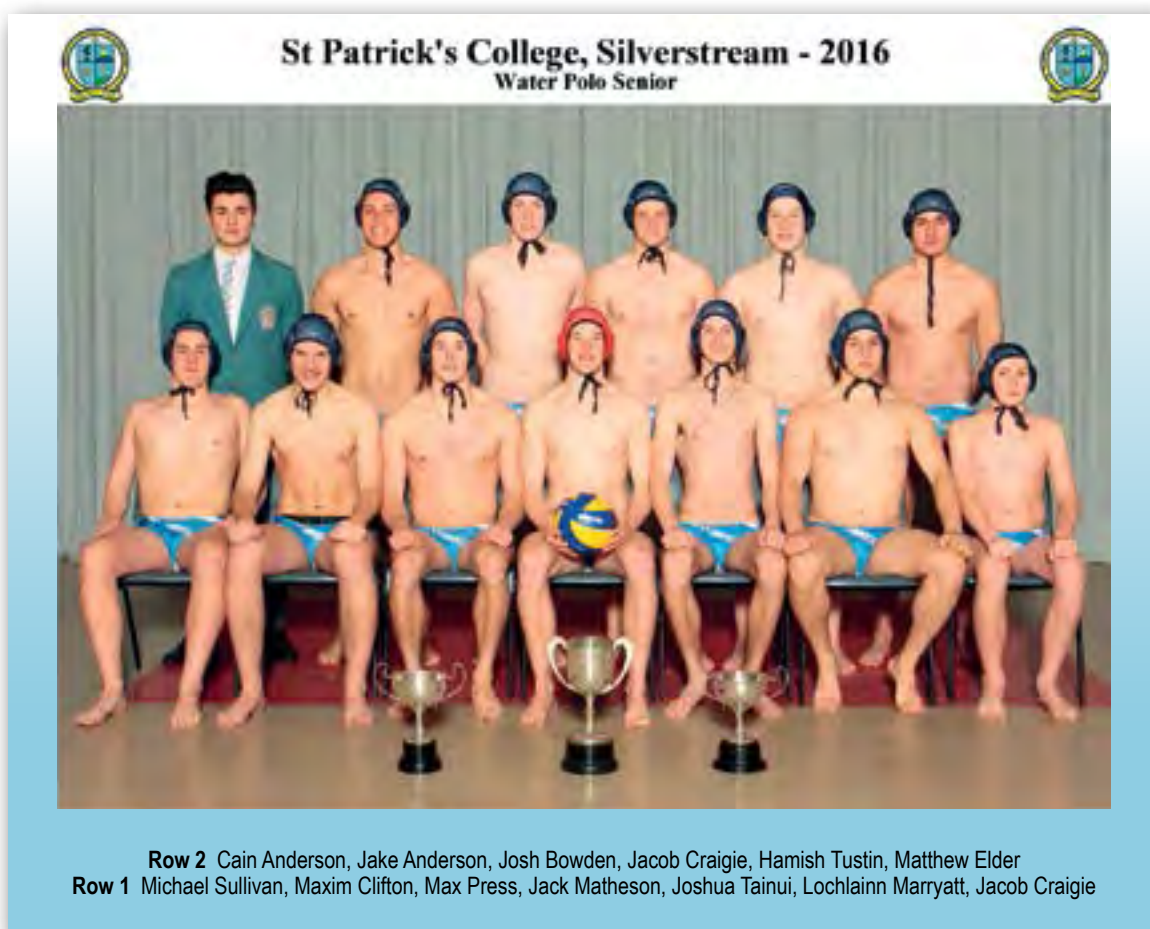 St Patrick's College, Silverstream - 2016
Water Polo Senior
Row 2 Cain Anderson, Jake Anderson, Josh Bowden, Jacob Craigie, Hamish Tustin, Matthew Elder
Row 1 Michael Sullivan, Maxim Clifton, Max Press, Jack Matheson, Joshua Tainui, Lochlainn Marryatt, Jacob Craigie